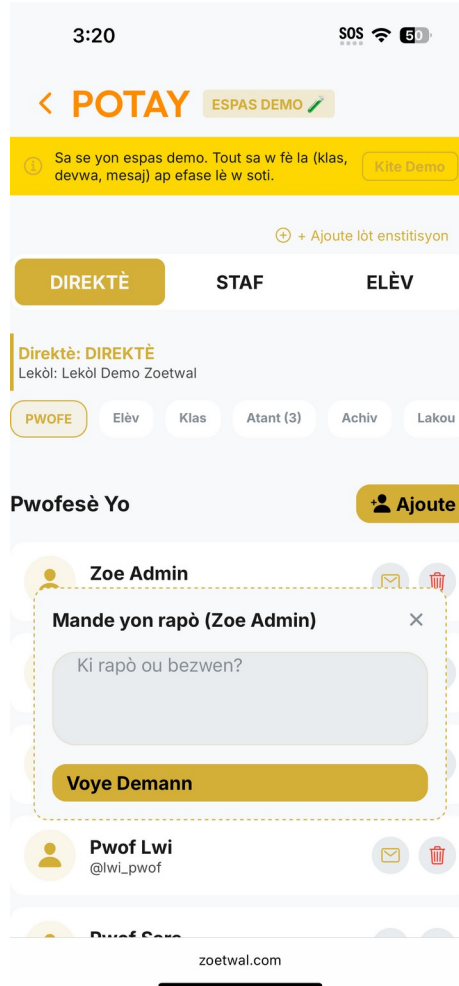 3:20
SOS
50
POTAY
ESPAS DEMO
Sa se yon espas demo. Tout sa w fè la (klas,
devwa, mesaj) ap efase lè w soti.
Kite Demo
+ Ajoute lòt enstitisyon
DIREKTÈ
STAF
ELÈV
Direktè: DIREKTÈ
Lekòl: Lekòl Demo Zoetwal
PWOFE
Elèv
Klas
Atant (3)
Achiv
Lakou
Pwofesè Yo
Ajoute
Zoe Admin
Mande yon rapò (Zoe Admin)
Ki rapò ou bezwen?
Voye Demann
Pwof Lwi
@lwi_pwof
zoetwal.com